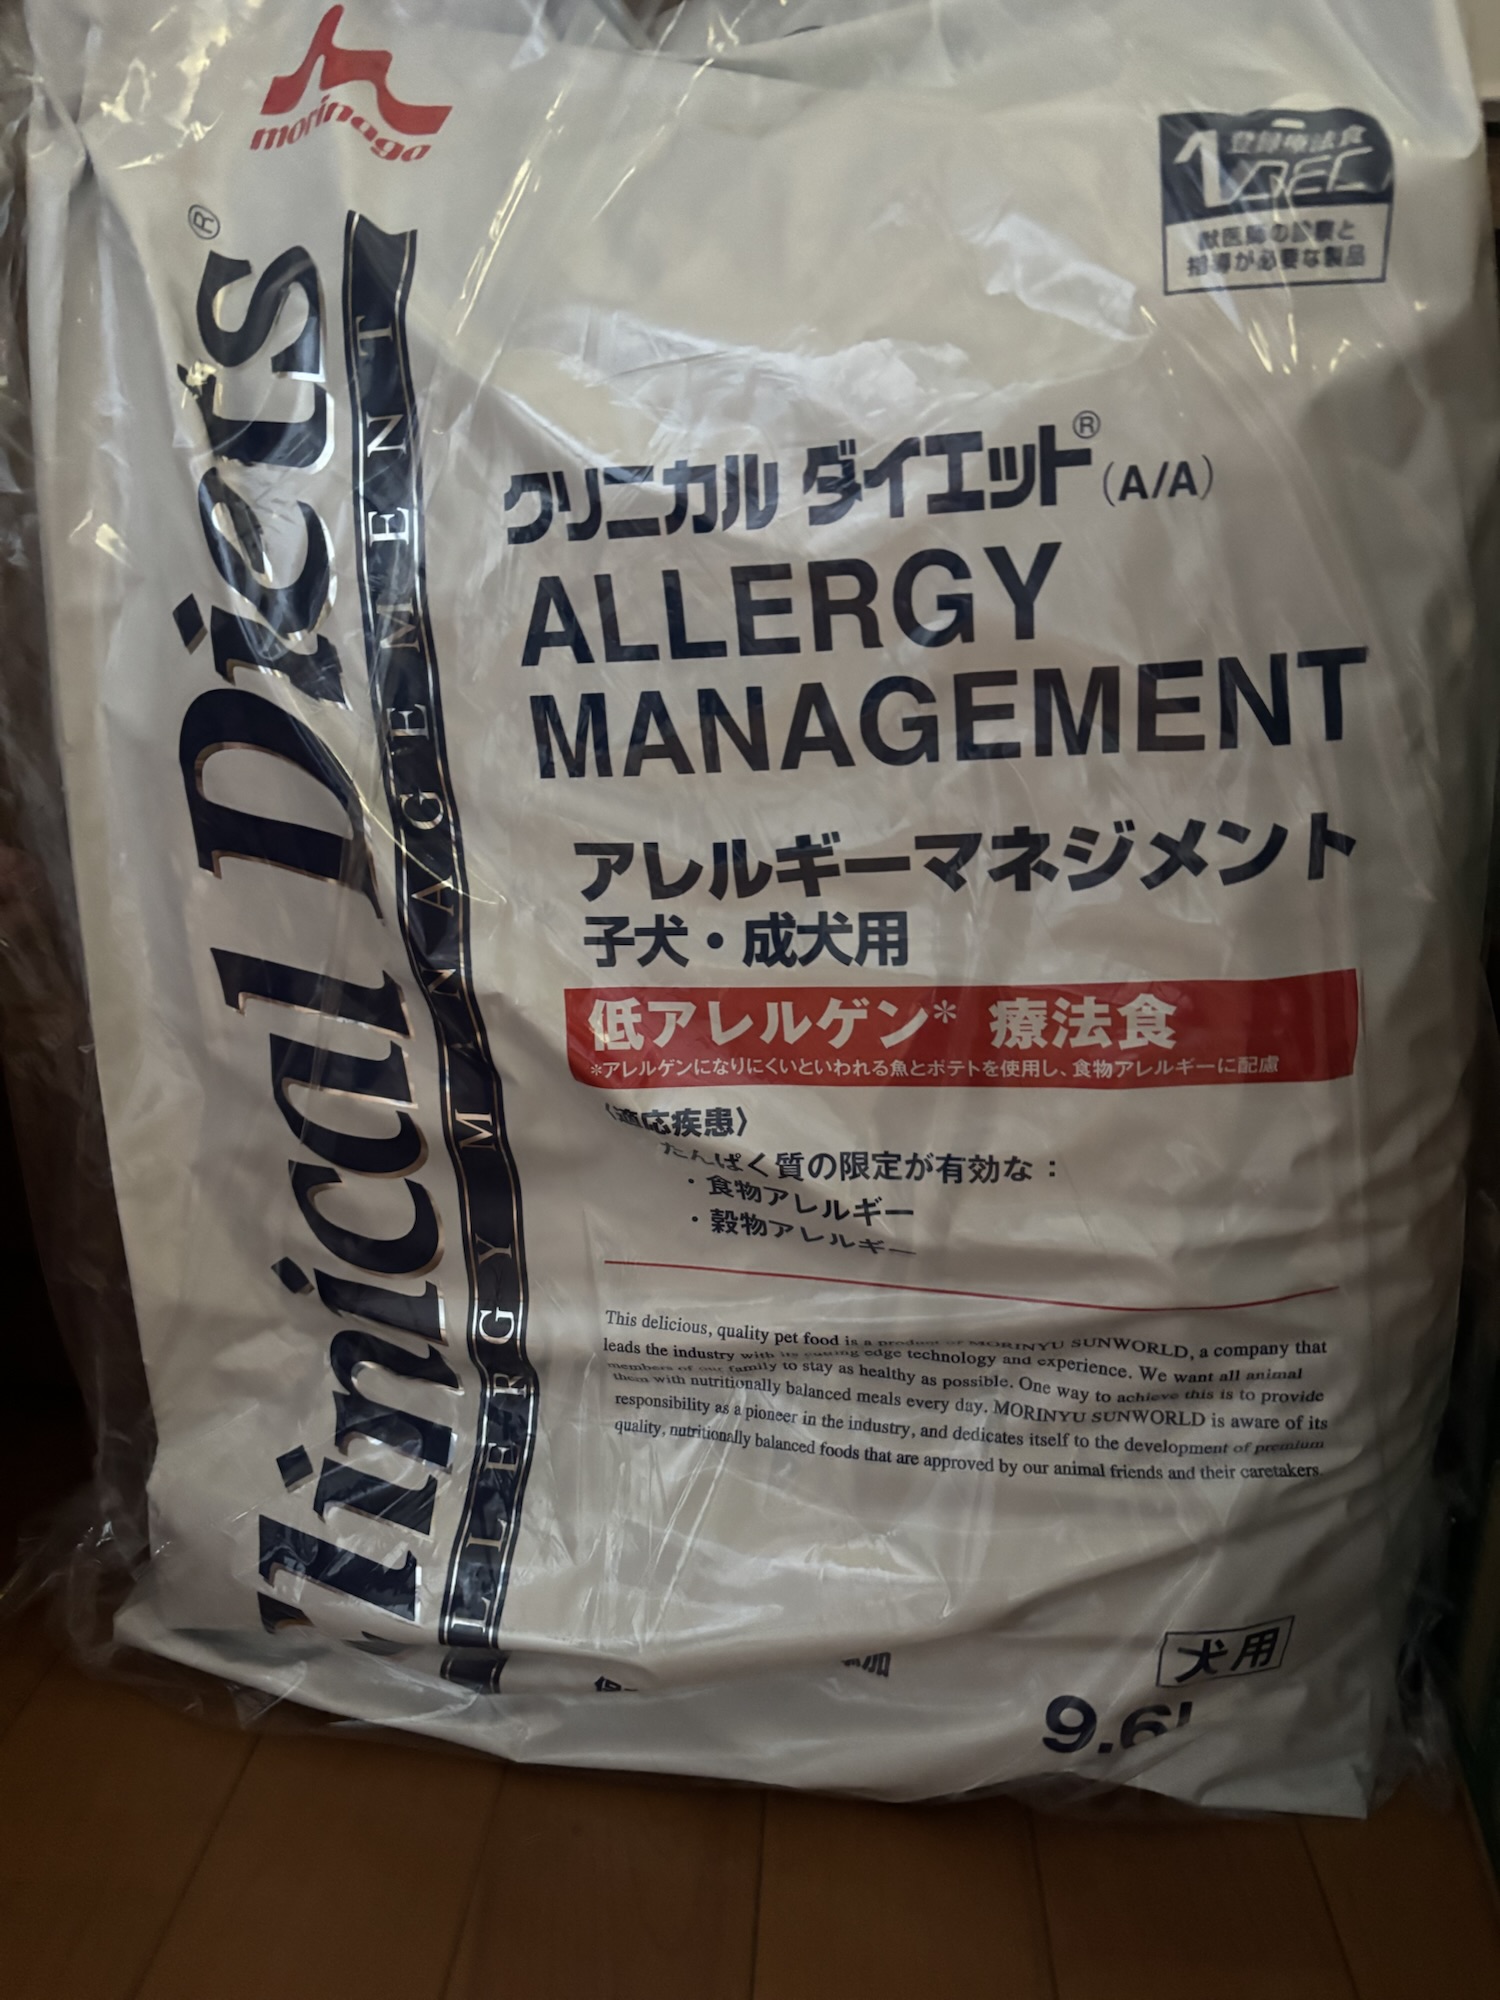 morinaga
登録療法食
1 VREC
獣医師の診療と
指導が必要な製品
Clinical Diets®
ALLERGY MANAGEMENT
クリニカル ダイエット® (A/A)
ALLERGY
MANAGEMENT
アレルギーマネジメント
子犬・成犬用
低アレルゲン* 療法食
*アレルゲンになりにくいといわれる魚とポテトを使用し、食物アレルギーに配慮
〈適応疾患〉
たんぱく質の限定が有効な：
・食物アレルギー
・穀物アレルギー
This delicious, quality pet food is a product of MORINYU SUNWORLD, a company that
leads the industry with its cutting edge technology and experience. We want all animal
members of our family to stay as healthy as possible. One way to achieve this is to provide
them with nutritionally balanced meals every day. MORINYU SUNWORLD is aware of its
responsibility as a pioneer in the industry, and dedicates itself to the development of premium
quality, nutritionally balanced foods that are approved by our animal friends and their caretakers.
犬用
9.6